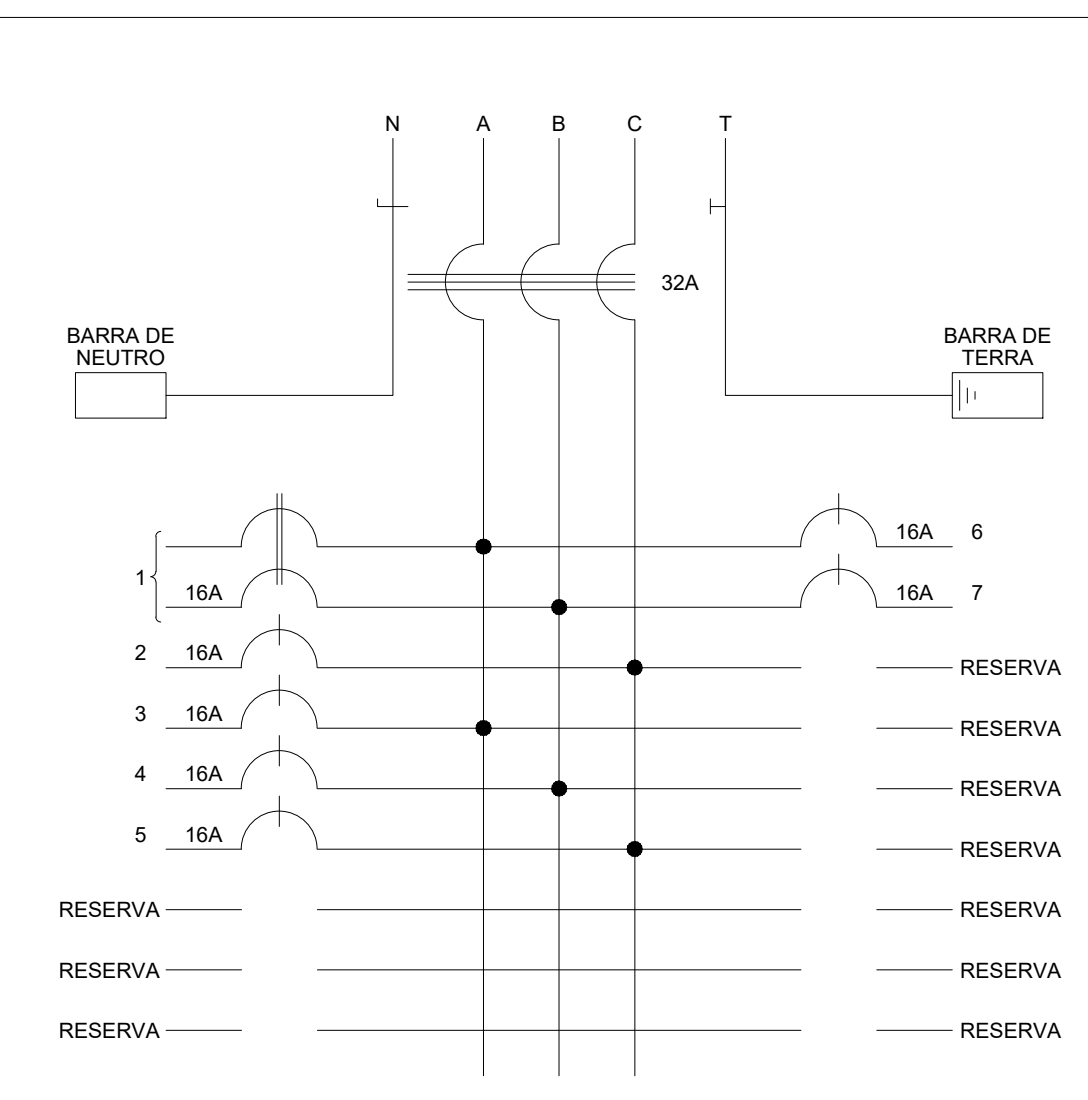 N A B C T
32A
BARRA DE
NEUTRO
BARRA DE
TERRA
16A 6
1
16A 16A 7
2 16A RESERVA
3 16A RESERVA
4 16A RESERVA
5 16A RESERVA
RESERVA RESERVA
RESERVA RESERVA
RESERVA RESERVA